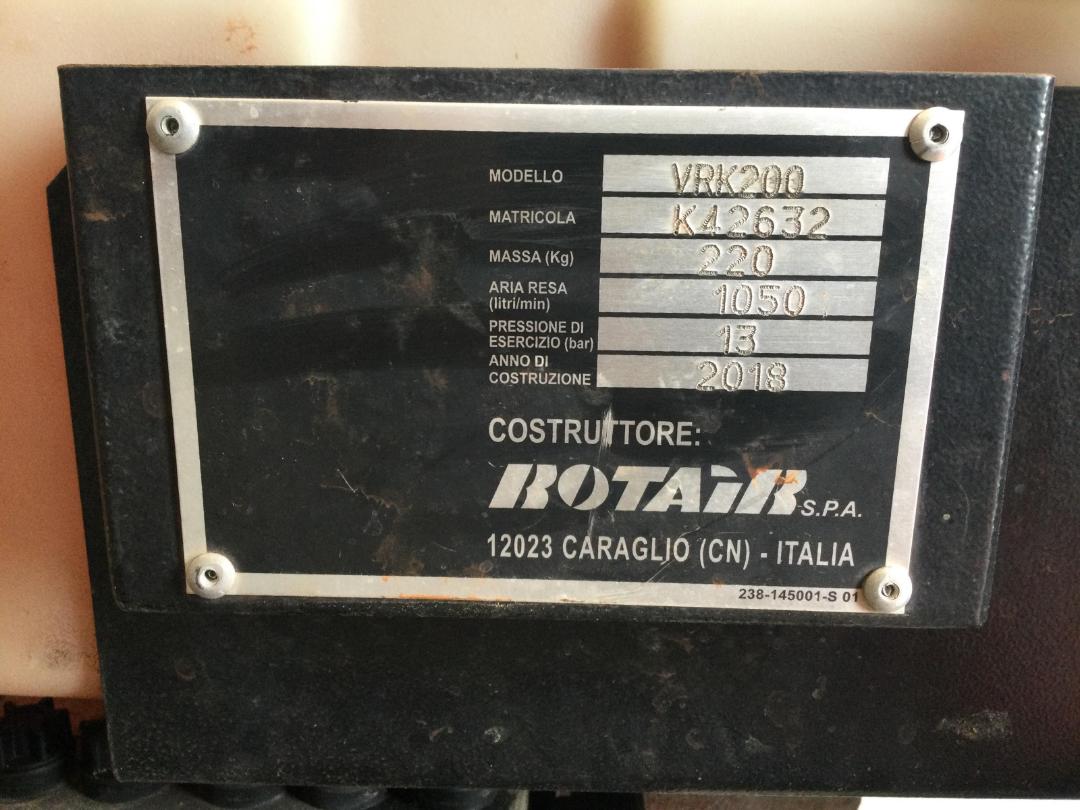 MODELLO VRK200
MATRICOLA K42632
MASSA (Kg) 220
ARIA RESA
(litri/min) 1050
PRESSIONE DI
ESERCIZIO (bar) 13
ANNO DI
COSTRUZIONE 2018
COSTRUTTORE:
ROTAiR S.P.A.
12023 CARAGLIO (CN) - ITALIA
238-145001-S 01